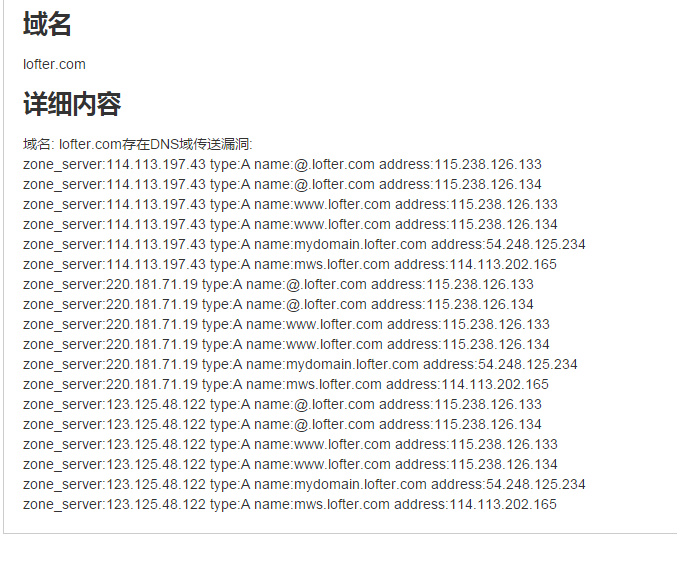 域名
lofter.com
详细内容
域名: lofter.com存在DNS域传送漏洞:
zone_server:114.113.197.43 type:A name:@.lofter.com address:115.238.126.133
zone_server:114.113.197.43 type:A name:@.lofter.com address:115.238.126.134
zone_server:114.113.197.43 type:A name:www.lofter.com address:115.238.126.133
zone_server:114.113.197.43 type:A name:www.lofter.com address:115.238.126.134
zone_server:114.113.197.43 type:A name:mydomain.lofter.com address:54.248.125.234
zone_server:114.113.197.43 type:A name:mws.lofter.com address:114.113.202.165
zone_server:220.181.71.19 type:A name:@.lofter.com address:115.238.126.133
zone_server:220.181.71.19 type:A name:@.lofter.com address:115.238.126.134
zone_server:220.181.71.19 type:A name:www.lofter.com address:115.238.126.133
zone_server:220.181.71.19 type:A name:www.lofter.com address:115.238.126.134
zone_server:220.181.71.19 type:A name:mydomain.lofter.com address:54.248.125.234
zone_server:220.181.71.19 type:A name:mws.lofter.com address:114.113.202.165
zone_server:123.125.48.122 type:A name:@.lofter.com address:115.238.126.133
zone_server:123.125.48.122 type:A name:@.lofter.com address:115.238.126.134
zone_server:123.125.48.122 type:A name:www.lofter.com address:115.238.126.133
zone_server:123.125.48.122 type:A name:www.lofter.com address:115.238.126.134
zone_server:123.125.48.122 type:A name:mydomain.lofter.com address:54.248.125.234
zone_server:123.125.48.122 type:A name:mws.lofter.com address:114.113.202.165